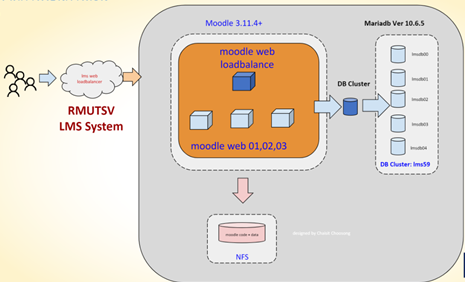 Moodle 3.11.4+
Mariadb Ver 10.6.5
moodle web
loadbalance
lms web
loadbalancer
DB Cluster
lmsdb00
lmsdb01
lmsdb02
lmsdb03
lmsdb04
RMUTSV
LMS System
moodle web 01,02,03
DB Cluster: lms59
moodle code + data
NFS